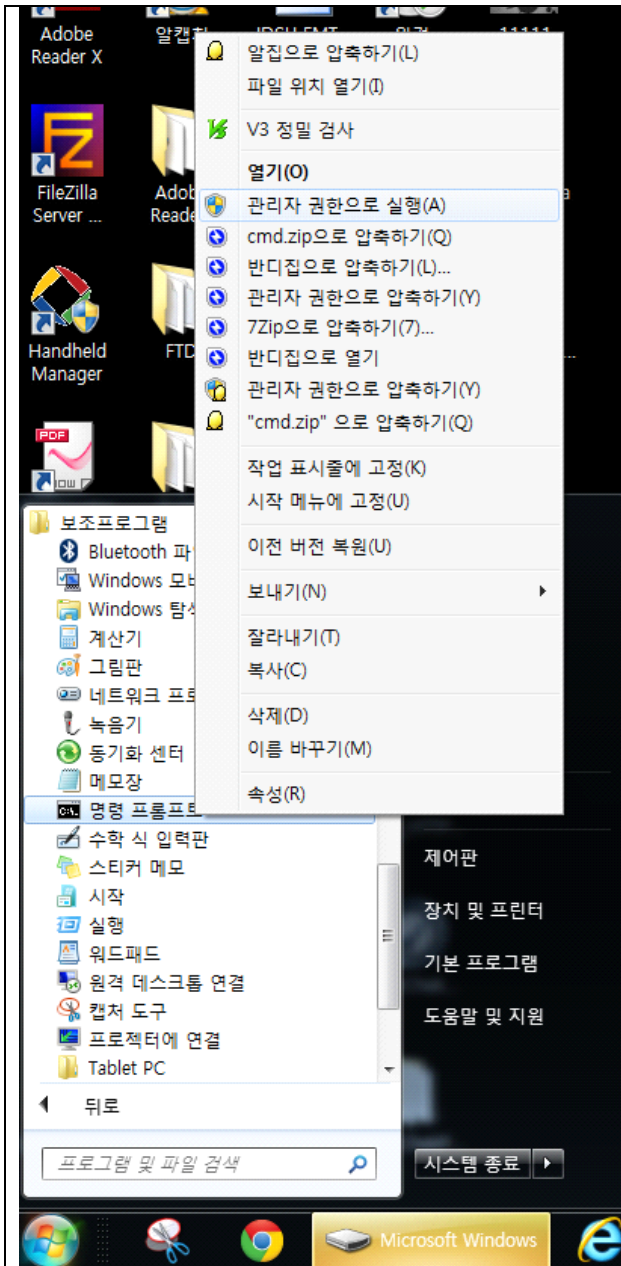 Adobe
Reader X
알캡처
11111
FileZilla
Server ...
Handheld
Manager
FTD
PDF
알집으로 압축하기(L)
파일 위치 열기(I)
V3 정밀 검사
열기(O)
관리자 권한으로 실행(A)
cmd.zip으로 압축하기(Q)
반디집으로 압축하기(L)...
관리자 권한으로 압축하기(Y)
7Zip으로 압축하기(7)...
반디집으로 열기
관리자 권한으로 압축하기(Y)
"cmd.zip" 으로 압축하기(Q)
작업 표시줄에 고정(K)
시작 메뉴에 고정(U)
이전 버전 복원(U)
보내기(N)
잘라내기(T)
복사(C)
삭제(D)
이름 바꾸기(M)
속성(R)
보조프로그램
Bluetooth
Windows
Windows
계산기
그림판
네트워크
녹음기
동기화 센터
메모장
명령 프롬프트
수학 식 입력판
스티커 메모
시작
실행
워드패드
원격 데스크톱 연결
캡처 도구
프로젝터에 연결
Tablet PC
뒤로
프로그램 및 파일 검색
제어판
장치 및 프린터
기본 프로그램
도움말 및 지원
시스템 종료
Microsoft Windows